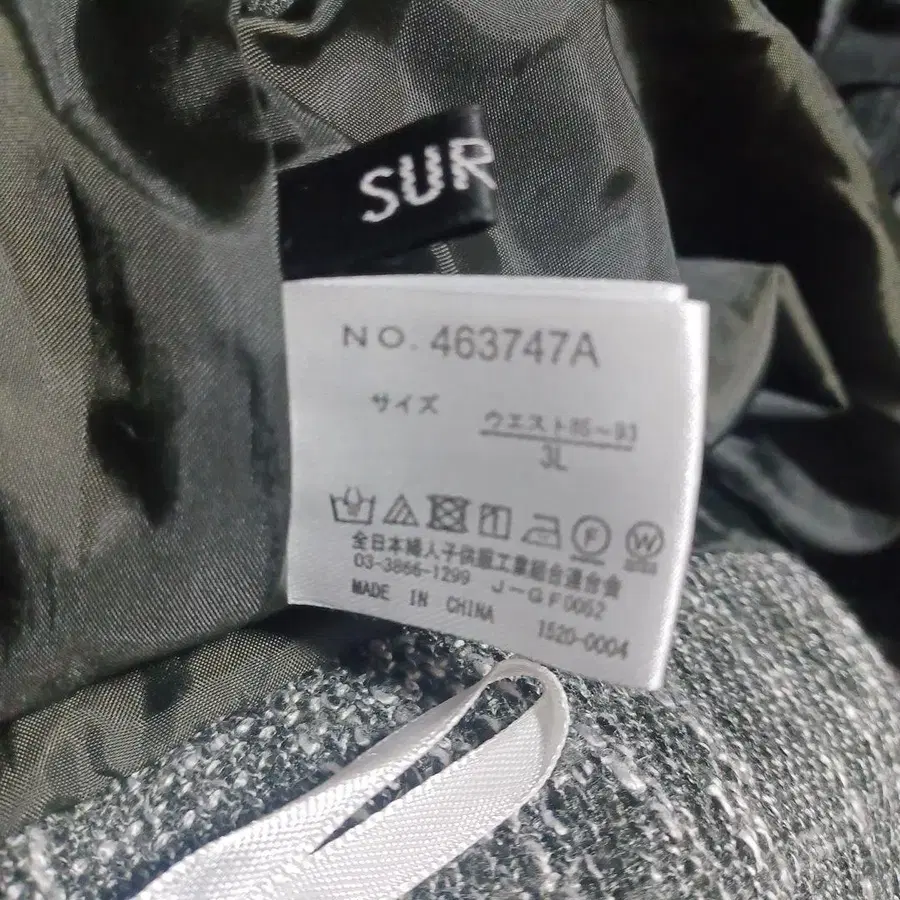 SUR
NO. 463747A
サイズ
ウエスト85～93
3L
F W
全日本婦人子供服工業組合連合会
03-3866-1299 J-GF0062
MADE IN CHINA 1520-0004